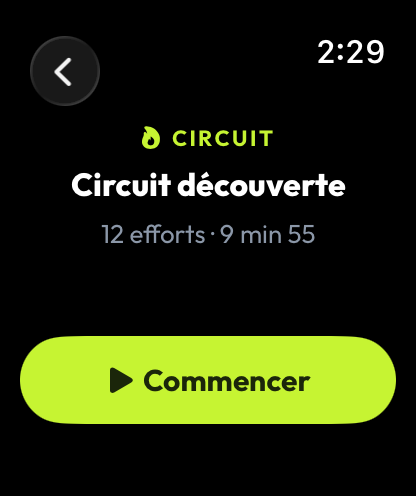 2:29
CIRCUIT
Circuit découverte
12 efforts · 9 min 55
Commencer